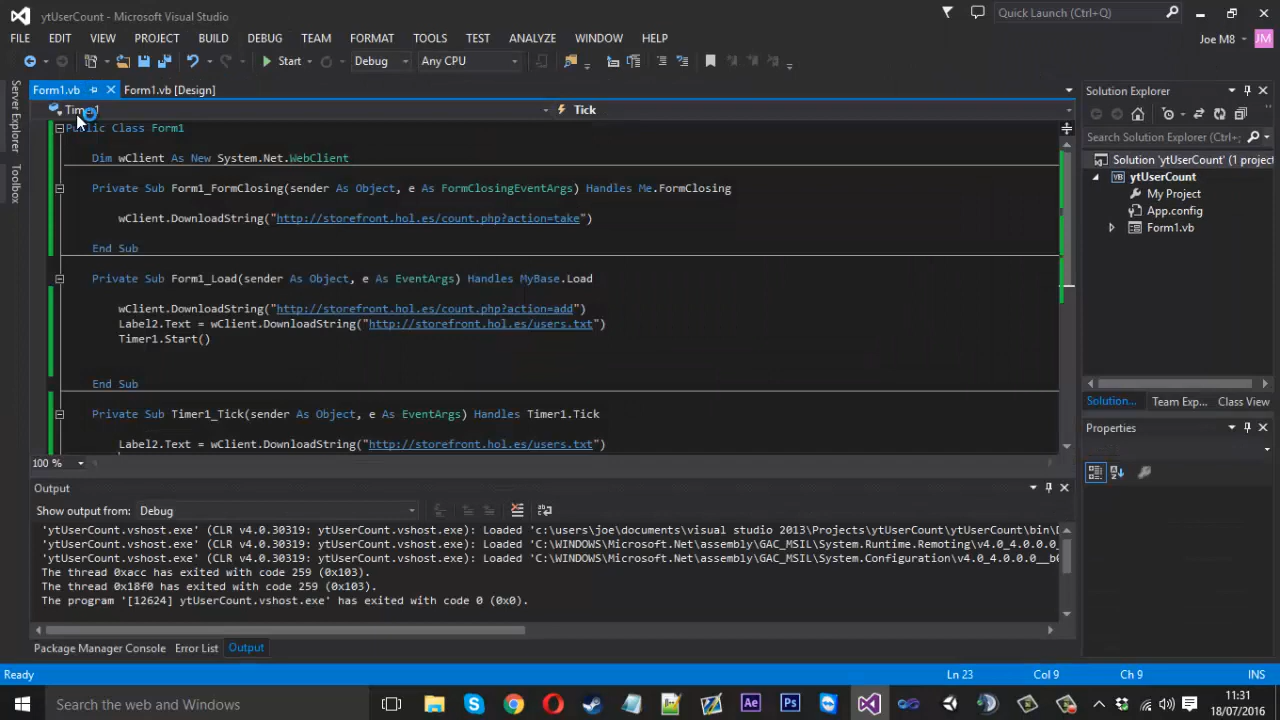 ytUserCount - Microsoft Visual Studio
Quick Launch (Ctrl+Q)
FILE EDIT VIEW PROJECT BUILD DEBUG TEAM FORMAT TOOLS TEST ANALYZE WINDOW HELP
Joe M8 JM
Start Debug Any CPU
Form1.vb Form1.vb [Design]
Timer1 Tick
Public Class Form1
Dim wClient As New System.Net.WebClient
Private Sub Form1_FormClosing(sender As Object, e As FormClosingEventArgs) Handles Me.FormClosing
wClient.DownloadString("http://storefront.hol.es/count.php?action=take")
End Sub
Private Sub Form1_Load(sender As Object, e As EventArgs) Handles MyBase.Load
wClient.DownloadString("http://storefront.hol.es/count.php?action=add")
Label2.Text = wClient.DownloadString("http://storefront.hol.es/users.txt")
Timer1.Start()
End Sub
Private Sub Timer1_Tick(sender As Object, e As EventArgs) Handles Timer1.Tick
Label2.Text = wClient.DownloadString("http://storefront.hol.es/users.txt")
100 %
Server Explorer
Toolbox
Solution Explorer
Search Solution Explorer (Ctrl+
Solution 'ytUserCount' (1 project
VB ytUserCount
My Project
App.config
Form1.vb
Solution... Team Exp... Class View
Properties
Output
Show output from: Debug
'ytUserCount.vshost.exe' (CLR v4.0.30319: ytUserCount.vshost.exe): Loaded 'c:\users\joe\documents\visual studio 2013\Projects\ytUserCount\ytUserCount\bin\D
'ytUserCount.vshost.exe' (CLR v4.0.30319: ytUserCount.vshost.exe): Loaded 'C:\WINDOWS\Microsoft.Net\assembly\GAC_MSIL\System.Runtime.Remoting\v4.0_4.0.0.0_
'ytUserCount.vshost.exe' (CLR v4.0.30319: ytUserCount.vshost.exe): Loaded 'C:\WINDOWS\Microsoft.Net\assembly\GAC_MSIL\System.Configuration\v4.0_4.0.0.0__b0
The thread 0xacc has exited with code 259 (0x103).
The thread 0x18f0 has exited with code 259 (0x103).
The program '[12624] ytUserCount.vshost.exe' has exited with code 0 (0x0).
Package Manager Console Error List Output
Ready Ln 23 Col 9 Ch 9 INS
Search the web and Windows
Ae Ps
11:31
18/07/2016